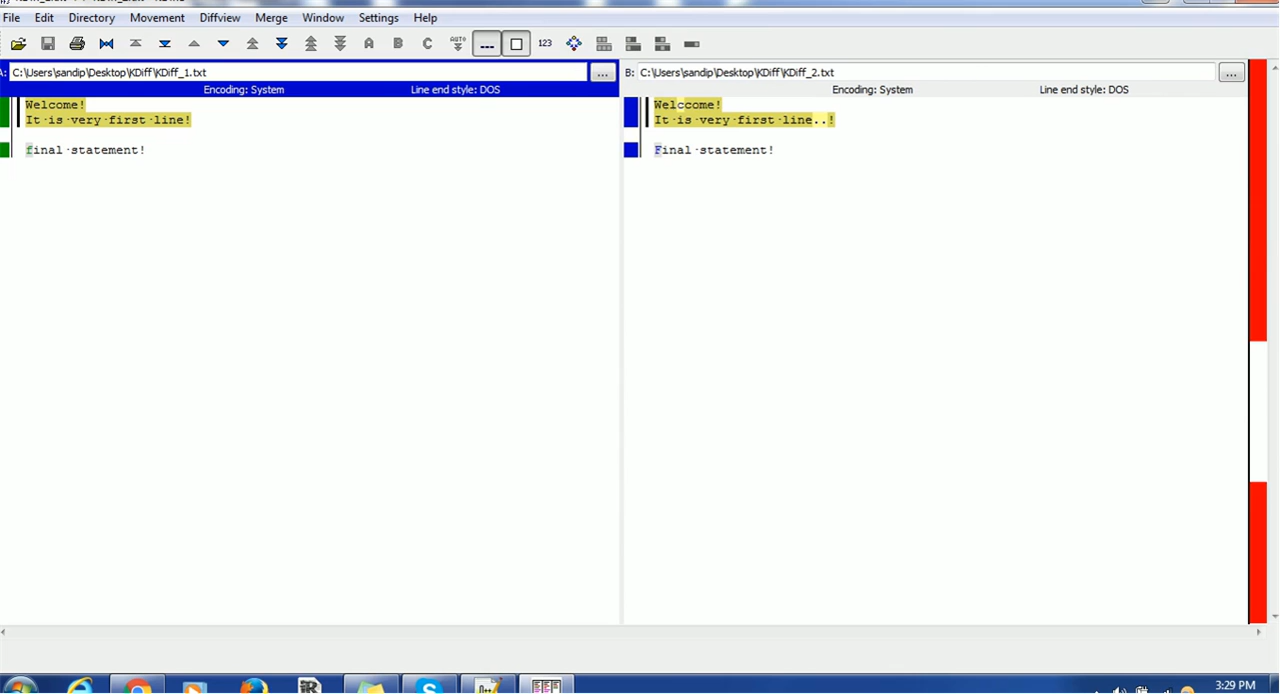 File Edit Directory Movement Diffview Merge Window Settings Help
A B C AUTO 123
A: C:\Users\sandip\Desktop\KDiff\KDiff_1.txt ... B: C:\Users\sandip\Desktop\KDiff\KDiff_2.txt ...
Encoding: System Line end style: DOS Encoding: System Line end style: DOS
Welcome!
It·is·very·first·line!
final·statement!
Welccome!
It·is·very·first·line..!
Final·statement!
3:29 PM